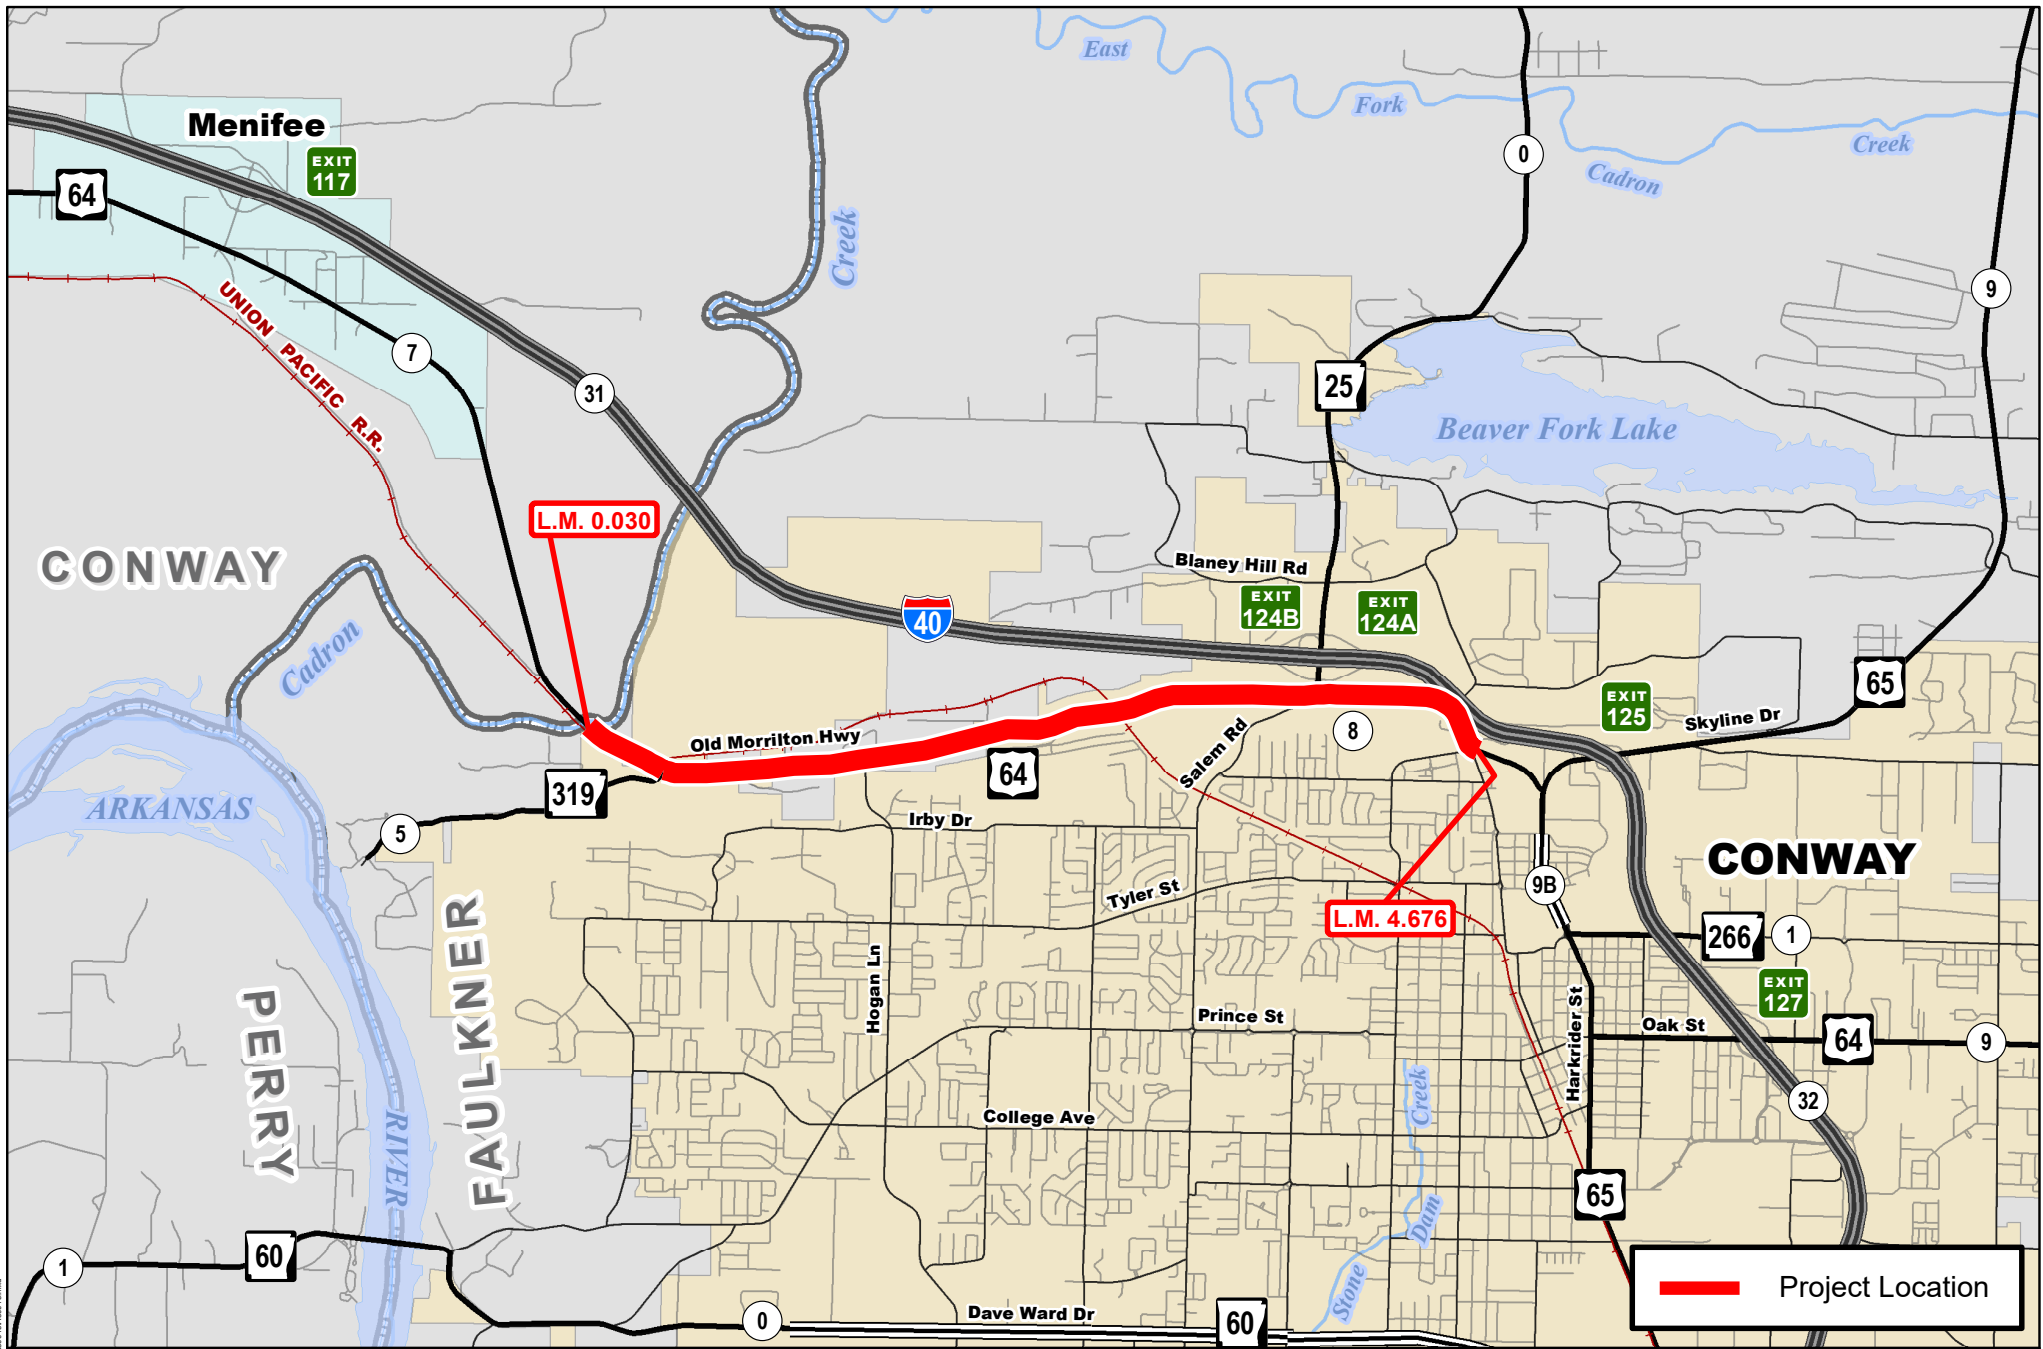 East
Fork
Creek
Cadron
Menifee
EXIT
117
64
0
Creek
9
UNION PACIFIC R.R.
7
31
25
Beaver Fork Lake
L.M. 0.030
CONWAY
Blaney Hill Rd
EXIT
124B
EXIT
124A
40
Cadron
65
EXIT
125
Skyline Dr
Old Morrilton Hwy
Salem Rd
8
64
319
ARKANSAS
5
Irby Dr
CONWAY
Tyler St
9B
L.M. 4.676
266
1
FAULKNER
Hogan Ln
EXIT
127
PERRY
Prince St
Harkrider St
Oak St
64
9
RIVER
College Ave
Creek
32
65
Dam
Stone
60
1
0
Dave Ward Dr
60
Project Location